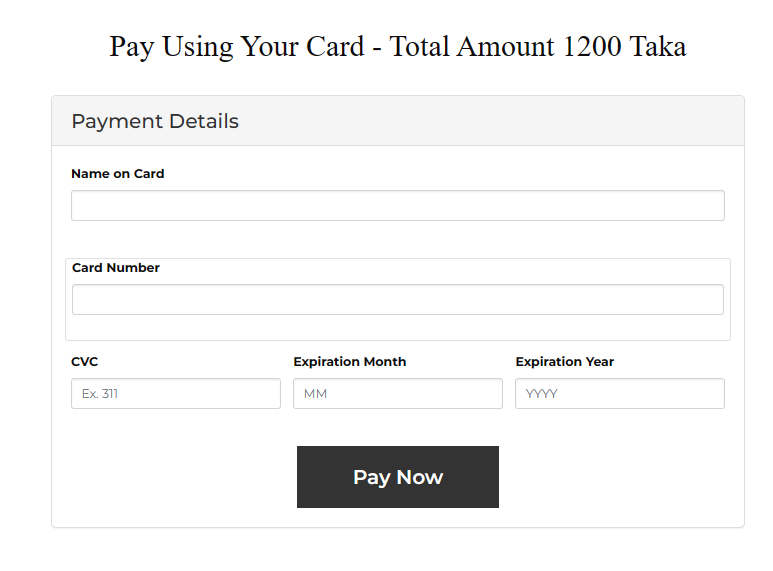 Pay Using Your Card - Total Amount 1200 Taka
Payment Details
Name on Card
Card Number
CVC Expiration Month Expiration Year
Ex. 311 MM YYYY
Pay Now